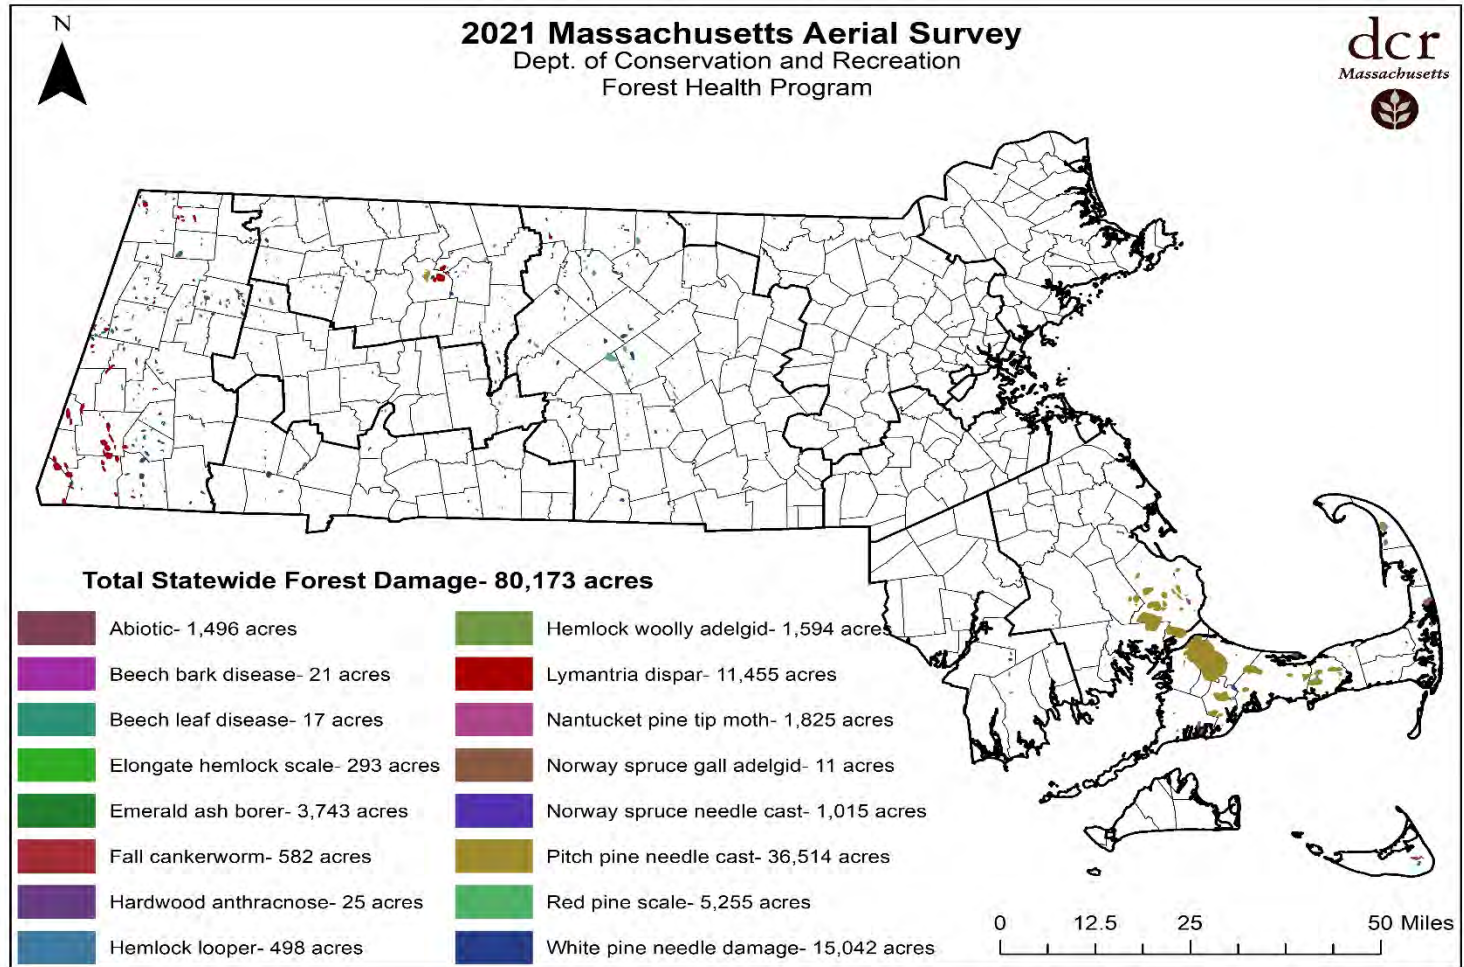 N
2021 Massachusetts Aerial Survey
Dept. of Conservation and Recreation
Forest Health Program
dcr
Massachusetts
Total Statewide Forest Damage- 80,173 acres
Abiotic- 1,496 acres
Beech bark disease- 21 acres
Beech leaf disease- 17 acres
Elongate hemlock scale- 293 acres
Emerald ash borer- 3,743 acres
Fall cankerworm- 582 acres
Hardwood anthracnose- 25 acres
Hemlock looper- 498 acres
Hemlock woolly adelgid- 1,594 acres
Lymantria dispar- 11,455 acres
Nantucket pine tip moth- 1,825 acres
Norway spruce gall adelgid- 11 acres
Norway spruce needle cast- 1,015 acres
Pitch pine needle cast- 36,514 acres
Red pine scale- 5,255 acres
White pine needle damage- 15,042 acres
0 12.5 25 50 Miles